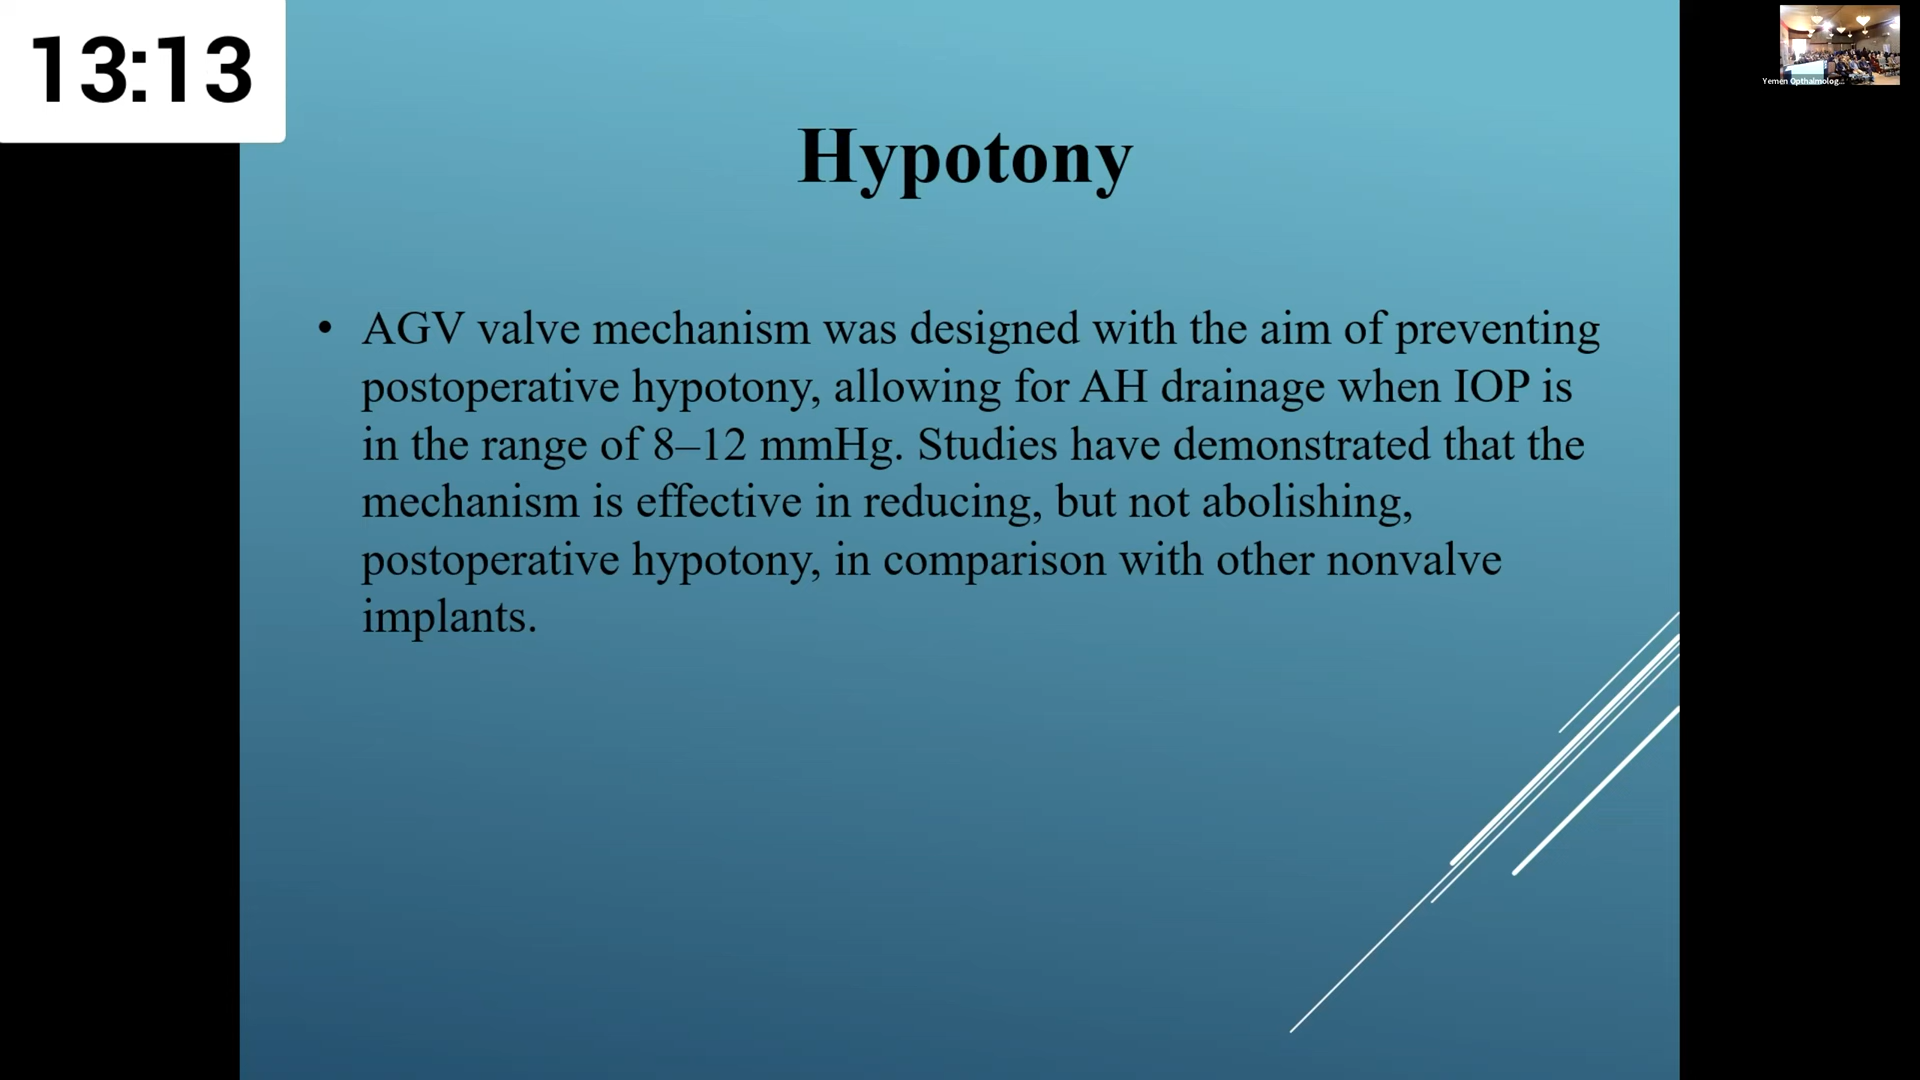 13:13
Yemen Opthalmolog...
Hypotony
• AGV valve mechanism was designed with the aim of preventing
postoperative hypotony, allowing for AH drainage when IOP is
in the range of 8–12 mmHg. Studies have demonstrated that the
mechanism is effective in reducing, but not abolishing,
postoperative hypotony, in comparison with other nonvalve
implants.